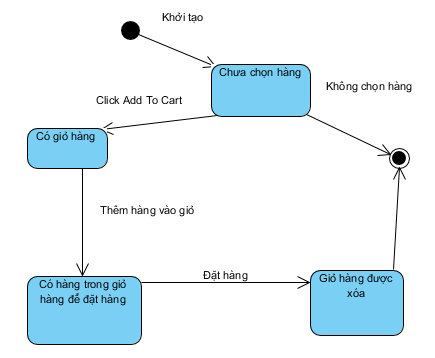 Khởi tạo
Chưa chọn hàng
Không chọn hàng
Click Add To Cart
Có giỏ hàng
Thêm hàng vào giỏ
Có hàng trong giỏ
hàng để đặt hàng
Đặt hàng
Giỏ hàng được
xóa